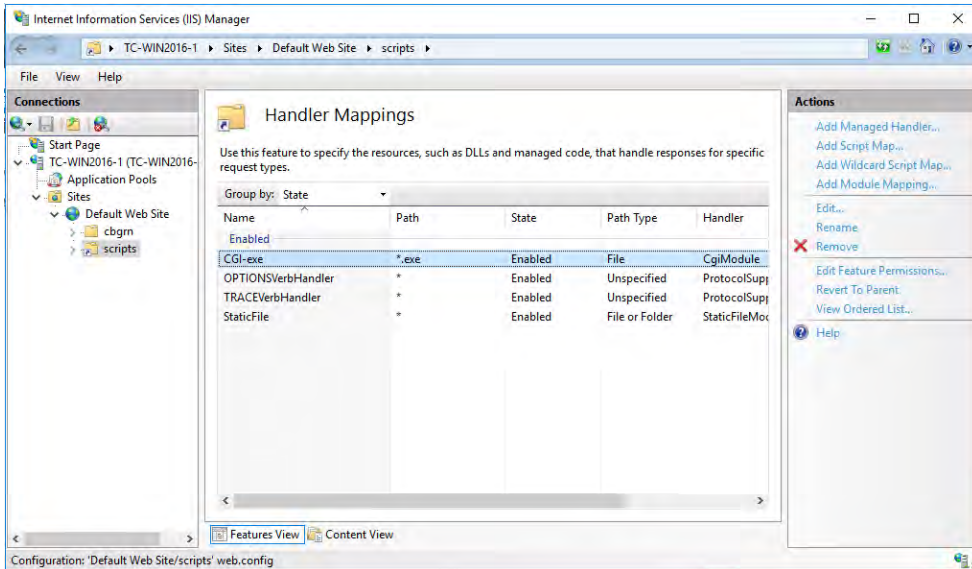 Internet Information Services (IIS) Manager
TC-WIN2016-1 Sites Default Web Site scripts
File View Help
Connections
Start Page
TC-WIN2016-1 (TC-WIN2016-
Application Pools
Sites
Default Web Site
cbgrn
scripts
Handler Mappings
Use this feature to specify the resources, such as DLLs and managed code, that handle responses for specific
request types.
Group by: State
Name Path State Path Type Handler
Enabled
CGI-exe *.exe Enabled File CgiModule
OPTIONSVerbHandler * Enabled Unspecified ProtocolSupp
TRACEVerbHandler * Enabled Unspecified ProtocolSupp
StaticFile * Enabled File or Folder StaticFileMod
Features View Content View
Actions
Add Managed Handler...
Add Script Map...
Add Wildcard Script Map...
Add Module Mapping...
Edit...
Rename
Remove
Edit Feature Permissions...
Revert To Parent
View Ordered List...
Help
Configuration: 'Default Web Site/scripts' web.config